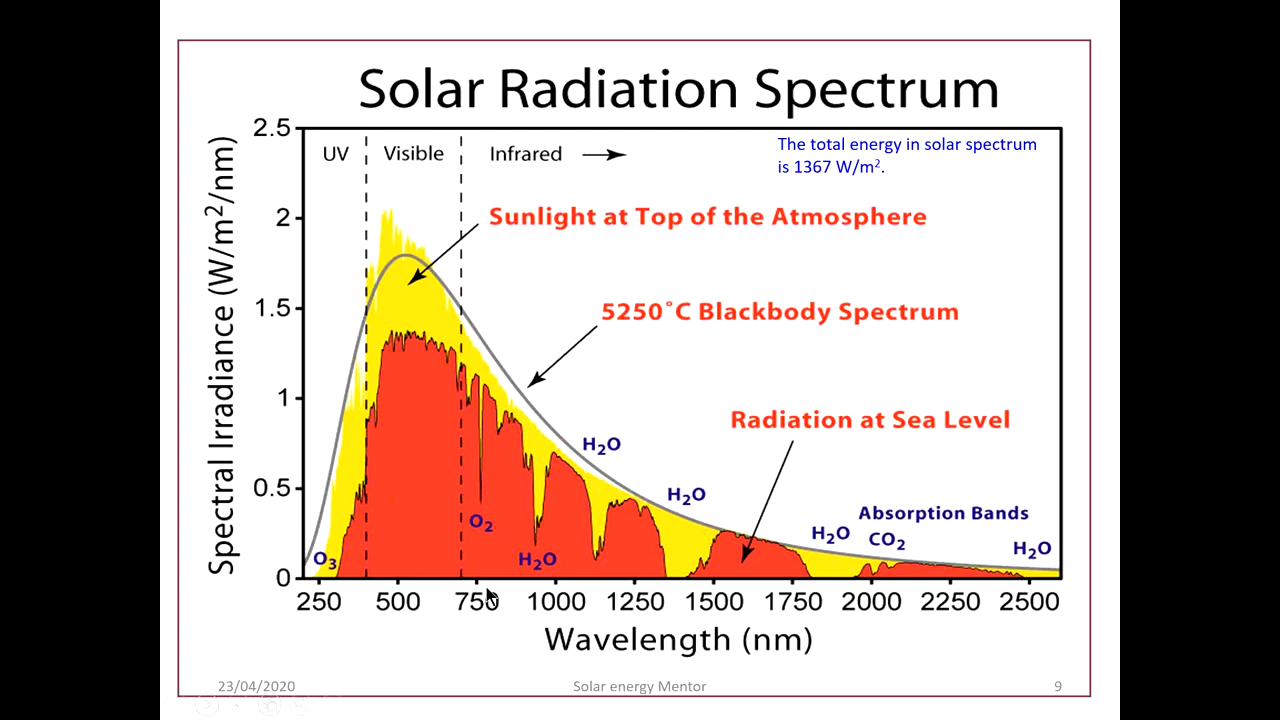 Solar Radiation Spectrum
UV
Visible
Infrared
The total energy in solar spectrum
is 1367 W/m².
Sunlight at Top of the Atmosphere
5250°C Blackbody Spectrum
Radiation at Sea Level
H₂O
H₂O
Absorption Bands
H₂O
CO₂
H₂O
O₂
O₃
H₂O
Spectral Irradiance (W/m²/nm)
2.5
2
1.5
1
0.5
0
250 500 750 1000 1250 1500 1750 2000 2250 2500
Wavelength (nm)
23/04/2020
Solar energy Mentor
9